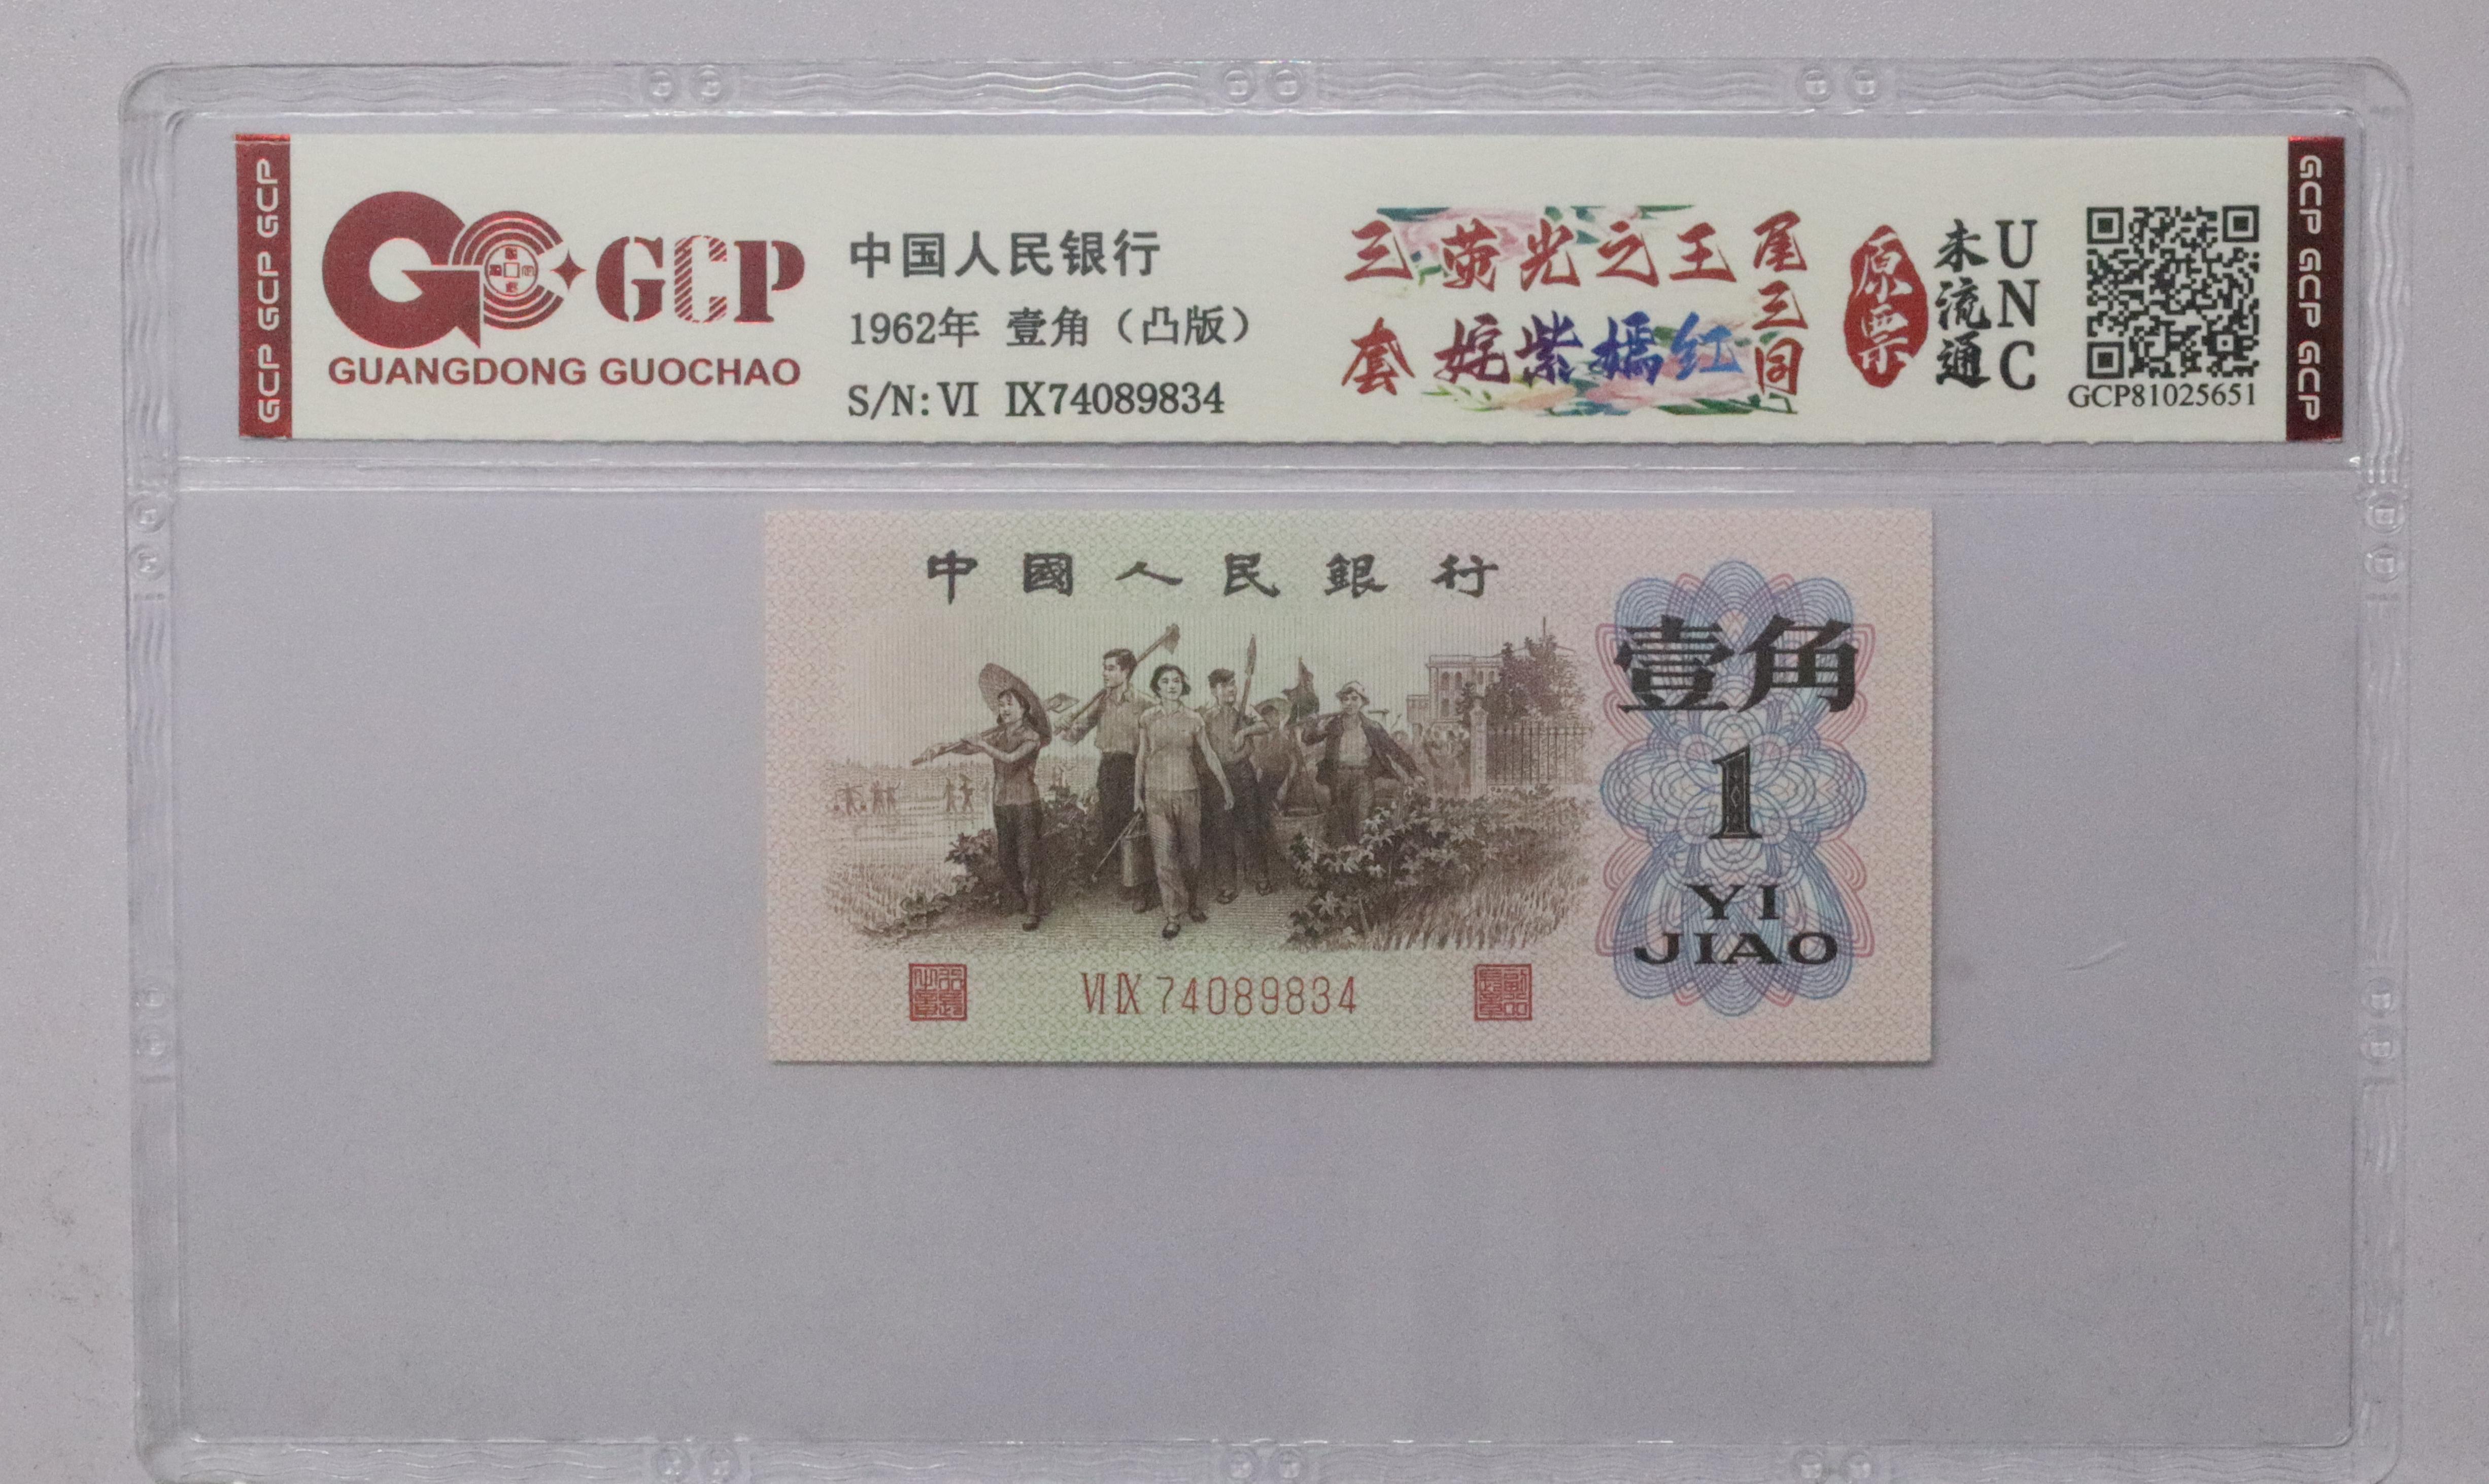 GCP GCP GCP
GCP
GUANGDONG GUOCHAO
中国人民银行
1962年 壹角（凸版）
S/N: VI IX74089834
三套
荧光之王
姹紫嫣红
尾三同
原票
未流通
UNC
GCP81025651
GCP GCP GCP
中國人民銀行
壹角
1
YI
JIAO
VI IX 74089834